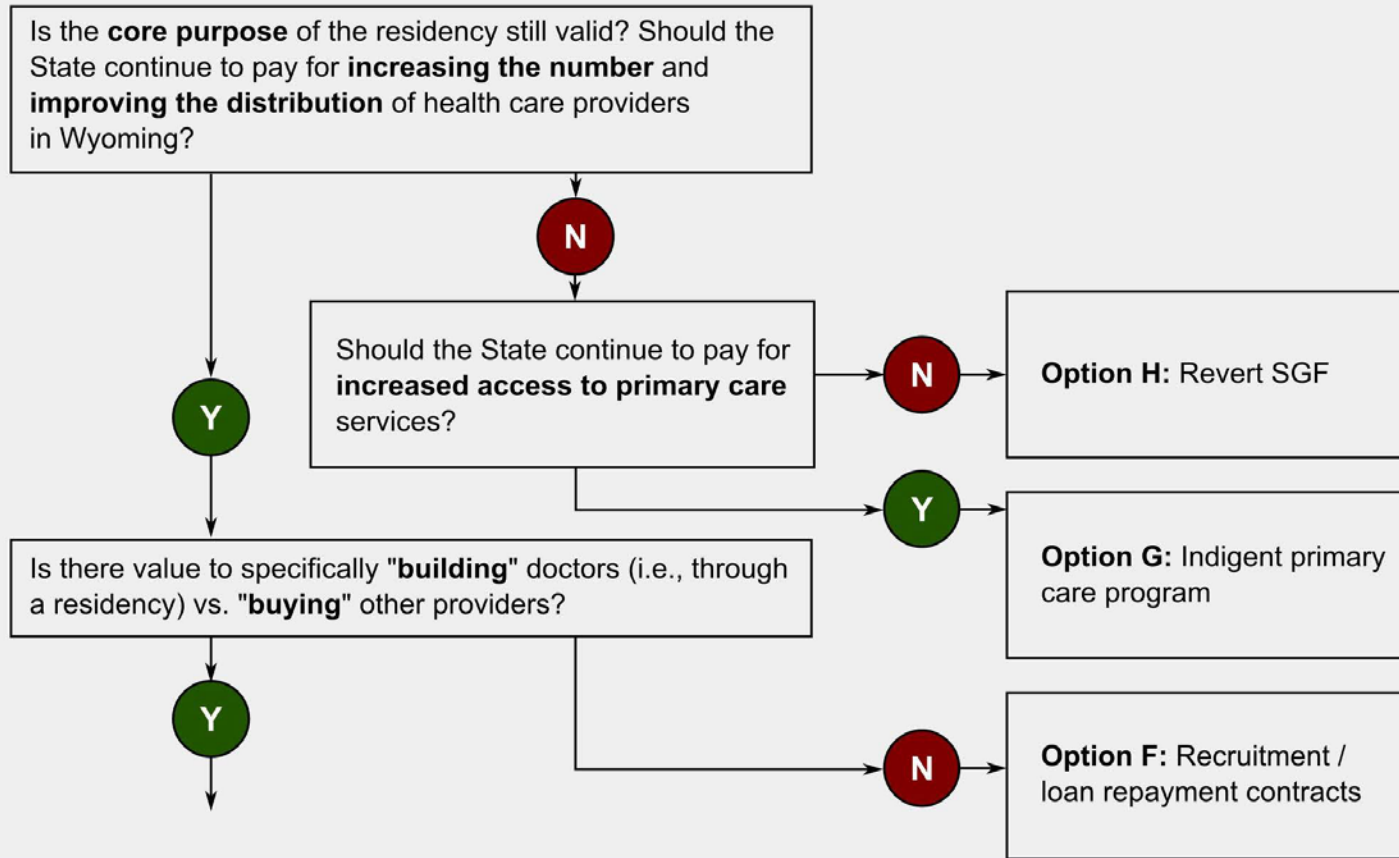 Is the core purpose of the residency still valid? Should the
State continue to pay for increasing the number and
improving the distribution of health care providers
in Wyoming?
N
Should the State continue to pay for
increased access to primary care
services?
N
Option H: Revert SGF
Y
Y
Option G: Indigent primary
care program
Is there value to specifically "building" doctors (i.e., through
a residency) vs. "buying" other providers?
Y
N
Option F: Recruitment /
loan repayment contracts